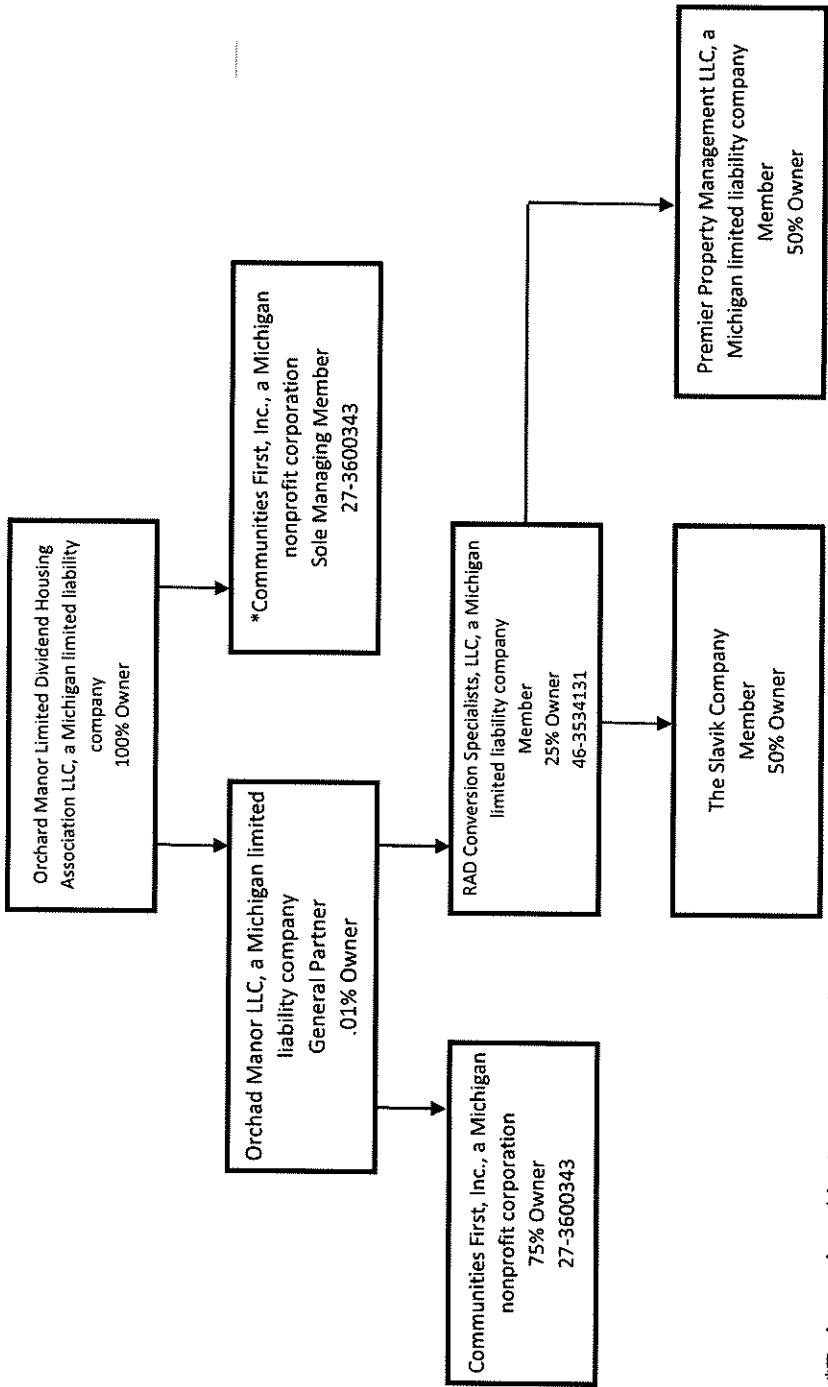 Orchard Manor Limited Dividend Housing
Association LLC, a Michigan limited liability
company
100% Owner
Orchad Manor LLC, a Michigan limited
liability company
General Partner
.01% Owner
*Communities First, Inc., a Michigan
nonprofit corporation
Sole Managing Member
27-3600343
Communities First, Inc., a Michigan
nonprofit corporation
75% Owner
27-3600343
RAD Conversion Specialists, LLC, a Michigan
limited liability company
Member
25% Owner
46-3534131
The Slavik Company
Member
50% Owner
Premier Property Management LLC, a
Michigan limited liability company
Member
50% Owner